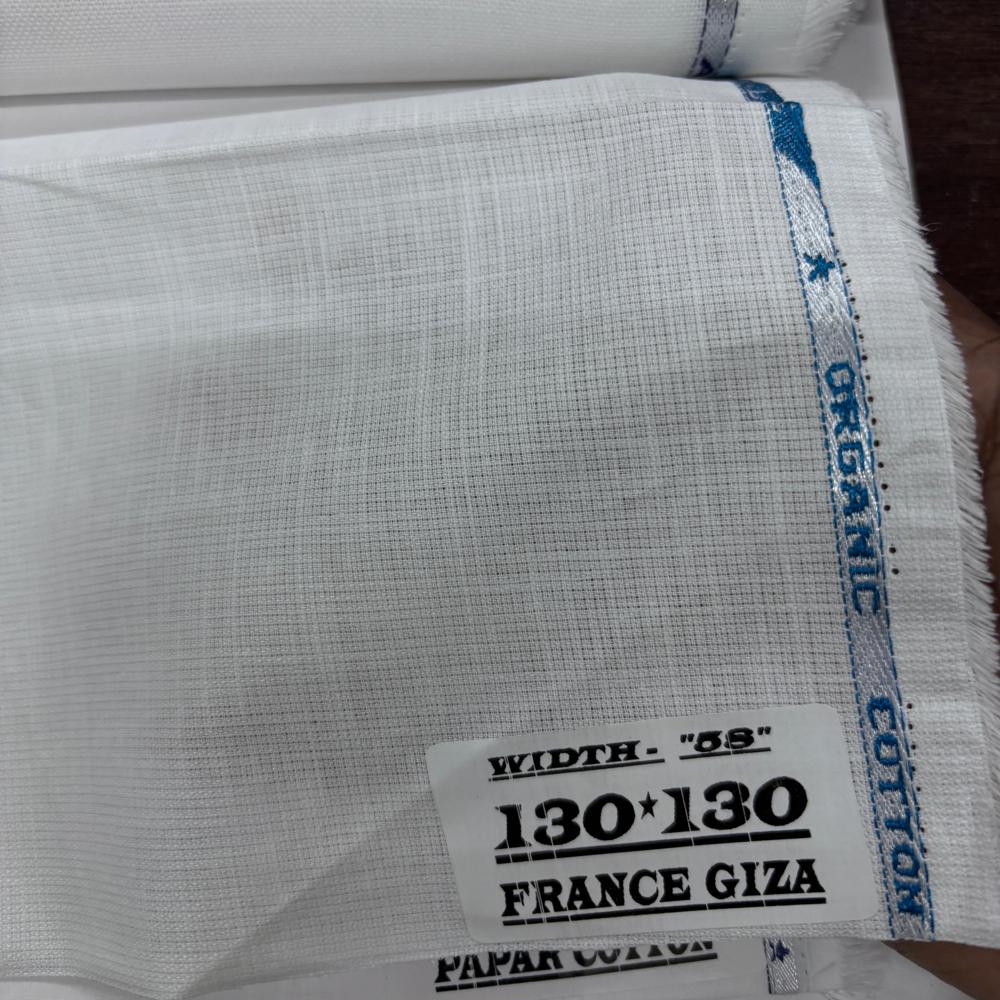 ORGANIC COTTON
WIDTH- "58"
130★130
FRANCE GIZA
PAPAR COTTON